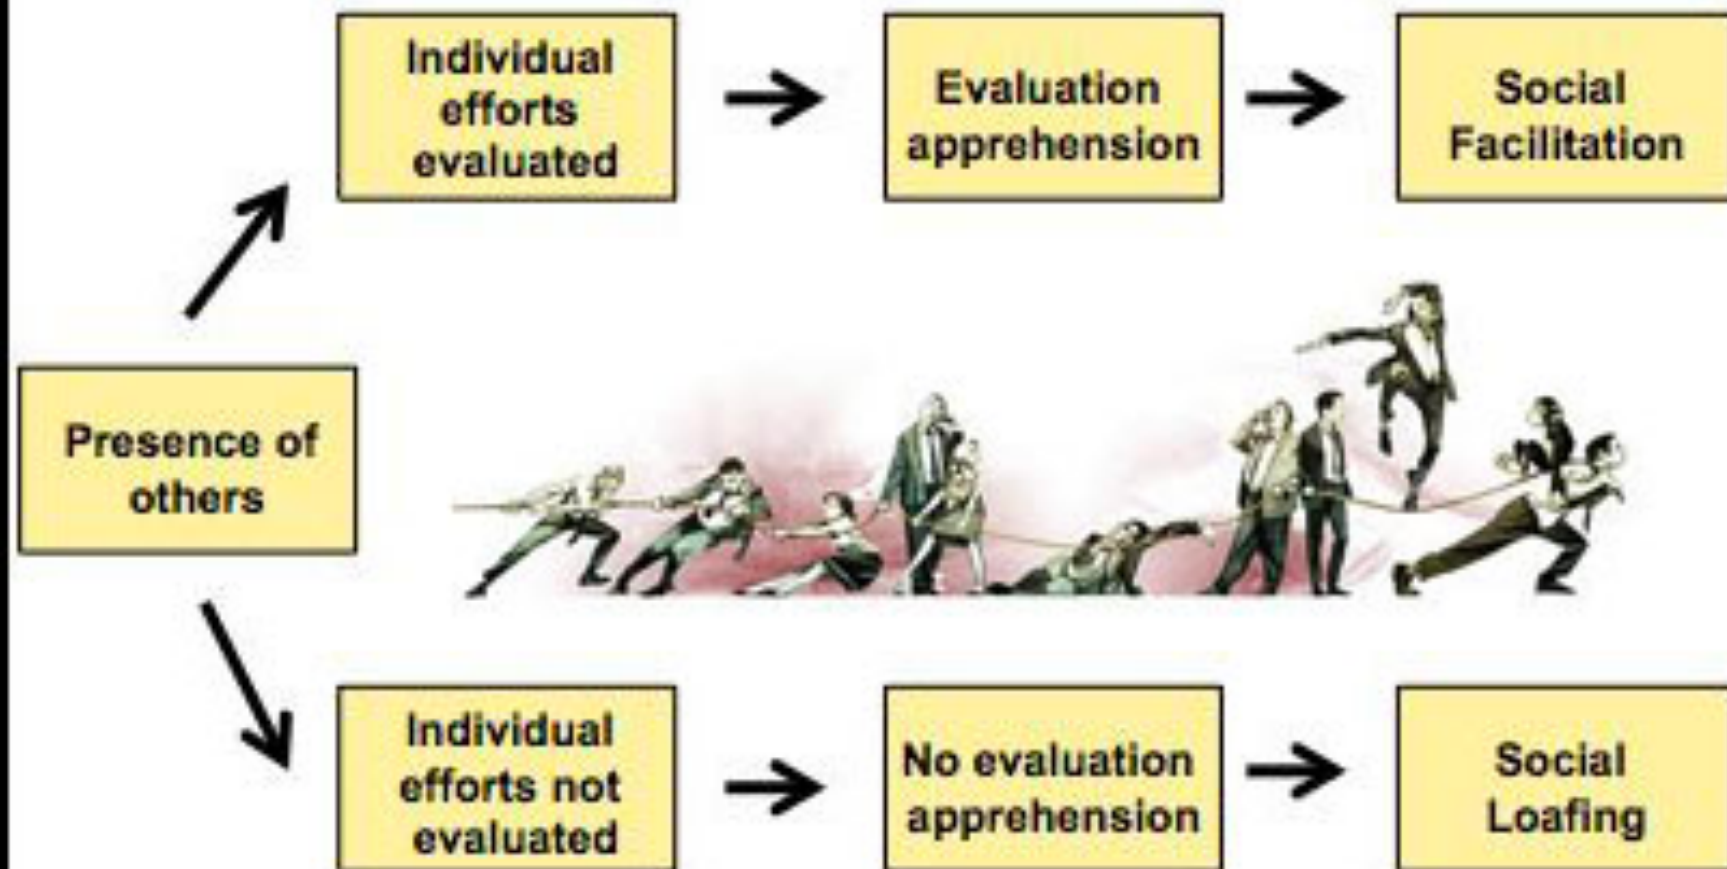 Individual
efforts
evaluated
Evaluation
apprehension
Social
Facilitation
Presence of
others
Individual
efforts not
evaluated
No evaluation
apprehension
Social
Loafing